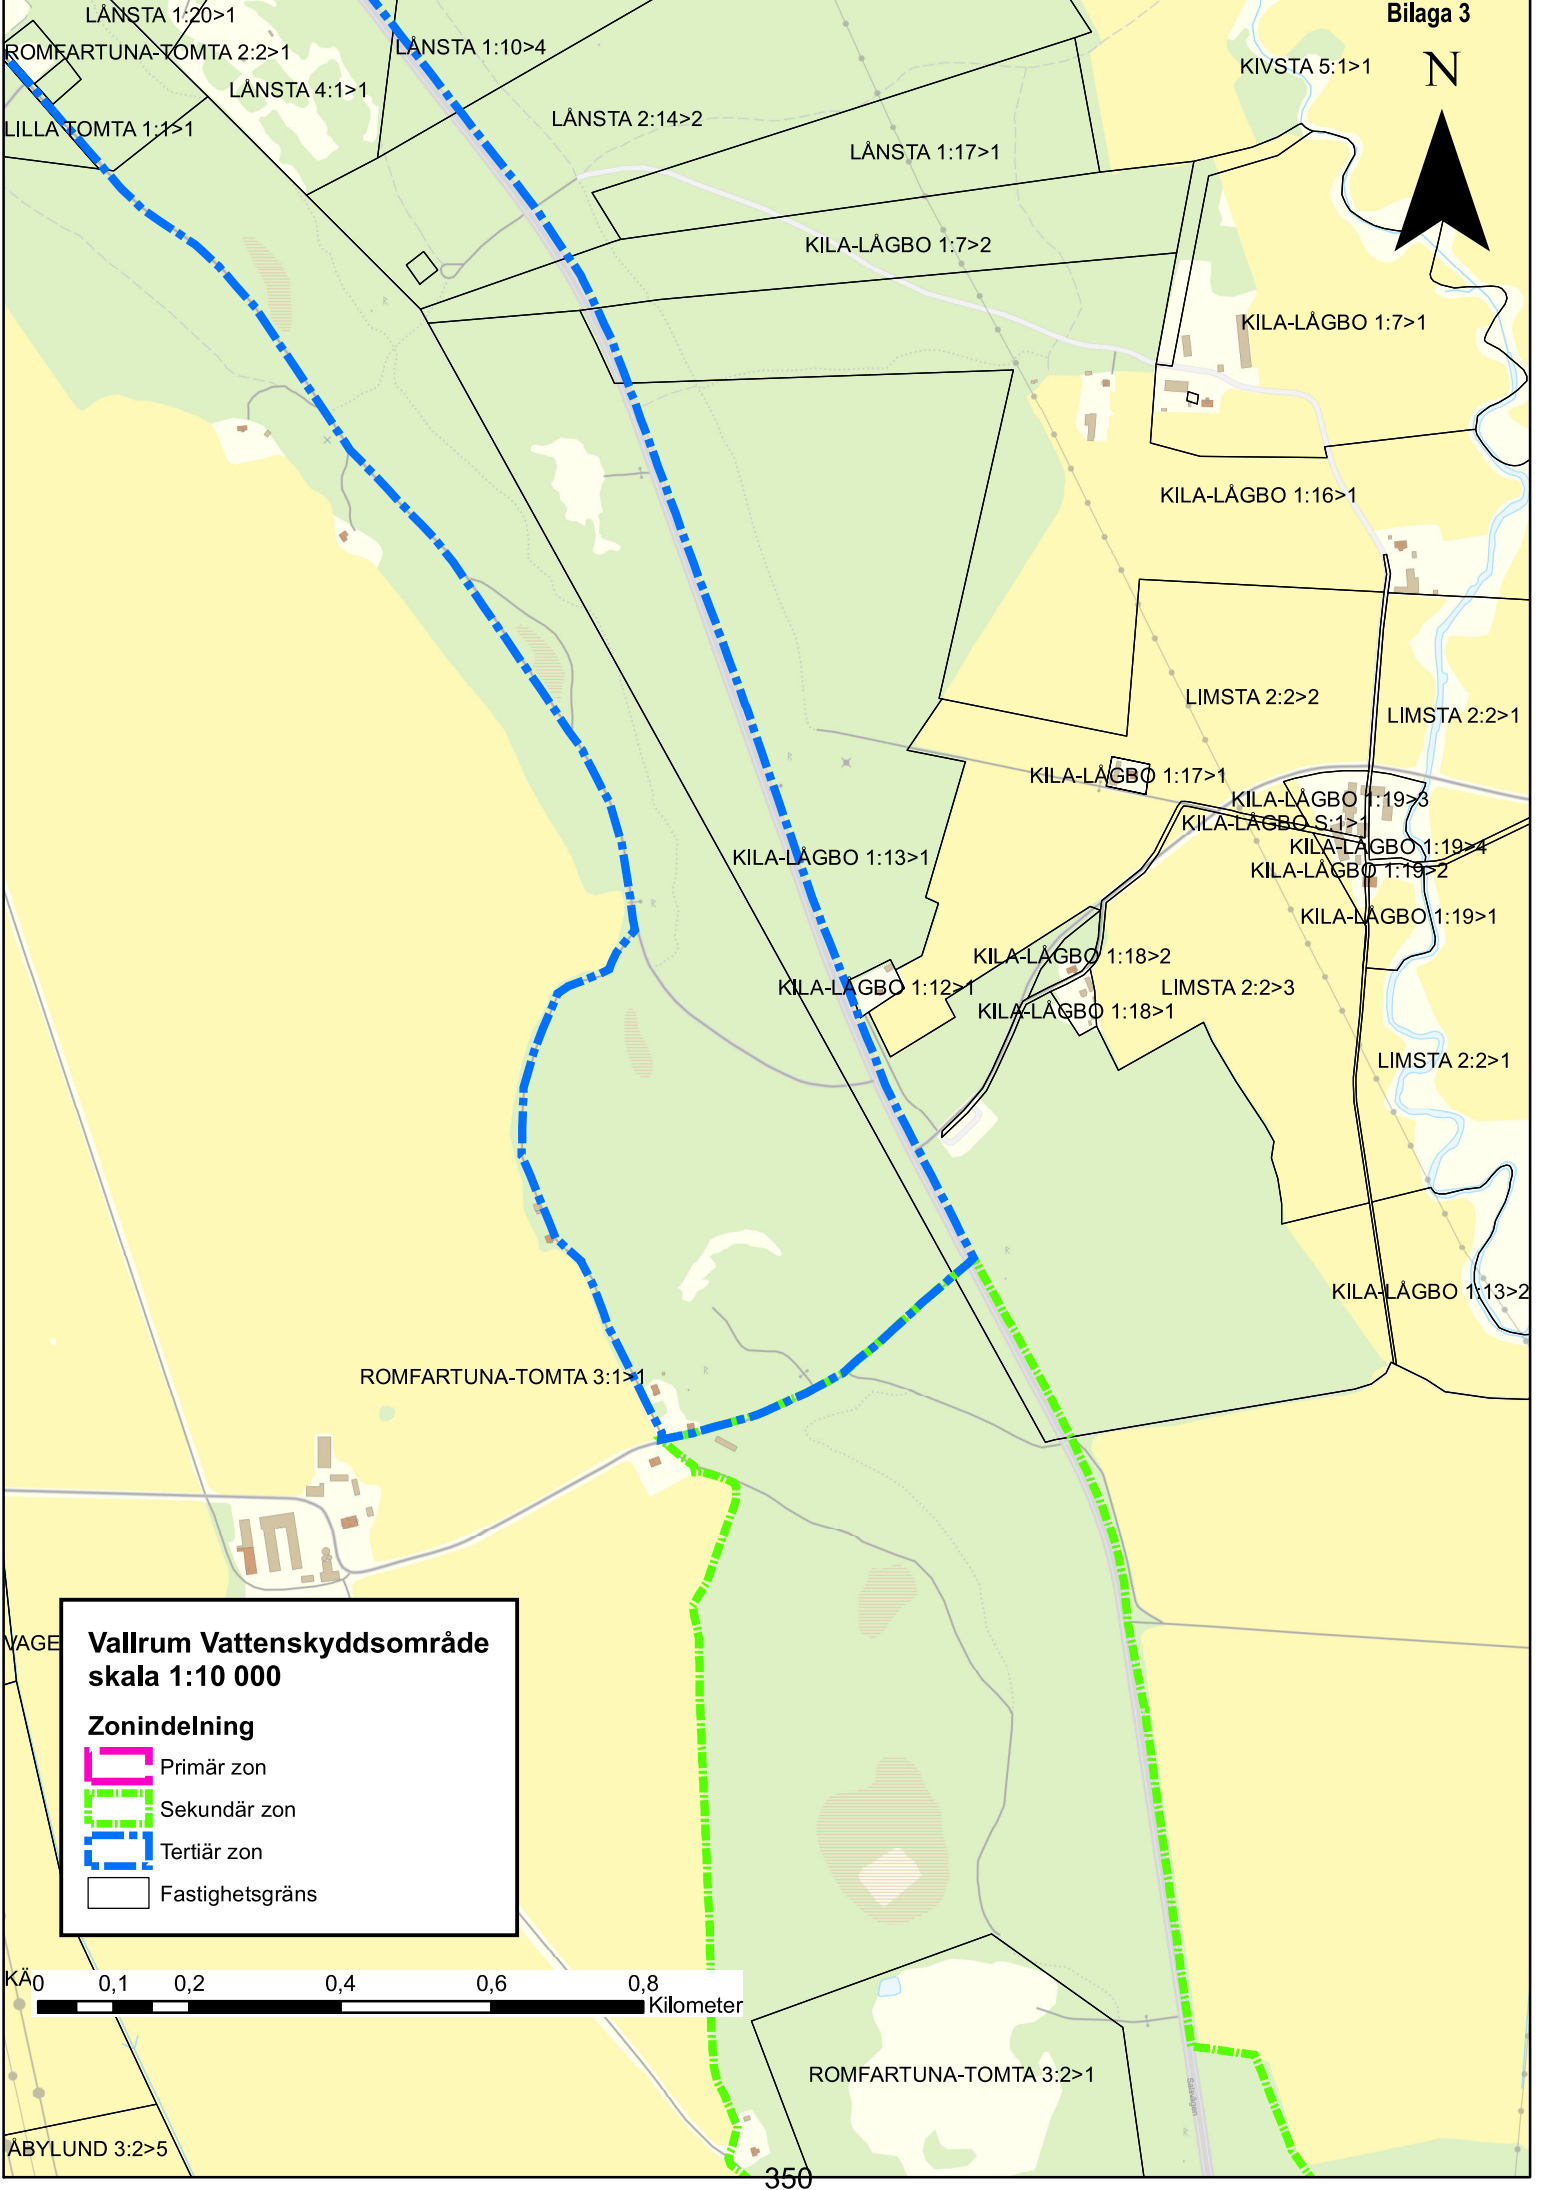 Bilaga 3
N
LÅNSTA 1:20>1
ROMFARTUNA-TOMTA 2:2>1
LÅNSTA 1:10>4
KIVSTA 5:1>1
LÅNSTA 4:1>1
LILLA TOMTA 1:1>1
LÅNSTA 2:14>2
LÅNSTA 1:17>1
KILA-LÅGBO 1:7>2
KILA-LÅGBO 1:7>1
KILA-LÅGBO 1:16>1
LIMSTA 2:2>2
LIMSTA 2:2>1
KILA-LÅGBO 1:17>1
KILA-LÅGBO 1:19>3
KILA-LÅGBO S:1>1
KILA-LÅGBO 1:19>4
KILA-LÅGBO 1:13>1
KILA-LÅGBO 1:19>2
KILA-LÅGBO 1:19>1
KILA-LÅGBO 1:18>2
KILA-LÅGBO 1:12>1
LIMSTA 2:2>3
KILA-LÅGBO 1:18>1
LIMSTA 2:2>1
KILA-LÅGBO 1:13>2
ROMFARTUNA-TOMTA 3:1>1
VAGE
Vallrum Vattenskyddsområde
skala 1:10 000
Zonindelning
Primär zon
Sekundär zon
Tertiär zon
Fastighetsgräns
KÄ
0 0,1 0,2 0,4 0,6 0,8
Kilometer
ROMFARTUNA-TOMTA 3:2>1
Salavägen
ÅBYLUND 3:2>5
350